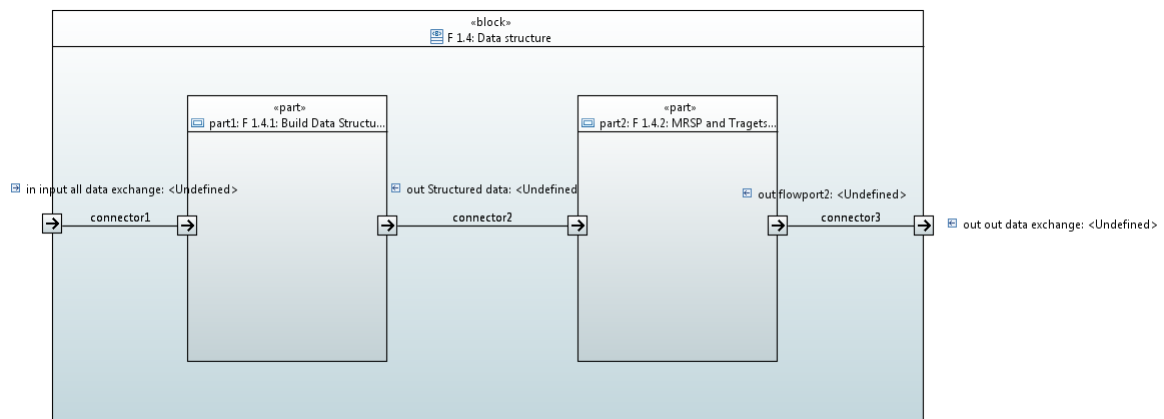 «block»
F 1.4: Data structure
«part»
part1: F 1.4.1: Build Data Structu...
«part»
part2: F 1.4.2: MRSP and Tragets...
in input all data exchange: <Undefined>
out Structured data: <Undefined
out flowport2: <Undefined>
connector1
connector2
connector3
out out data exchange: <Undefined>